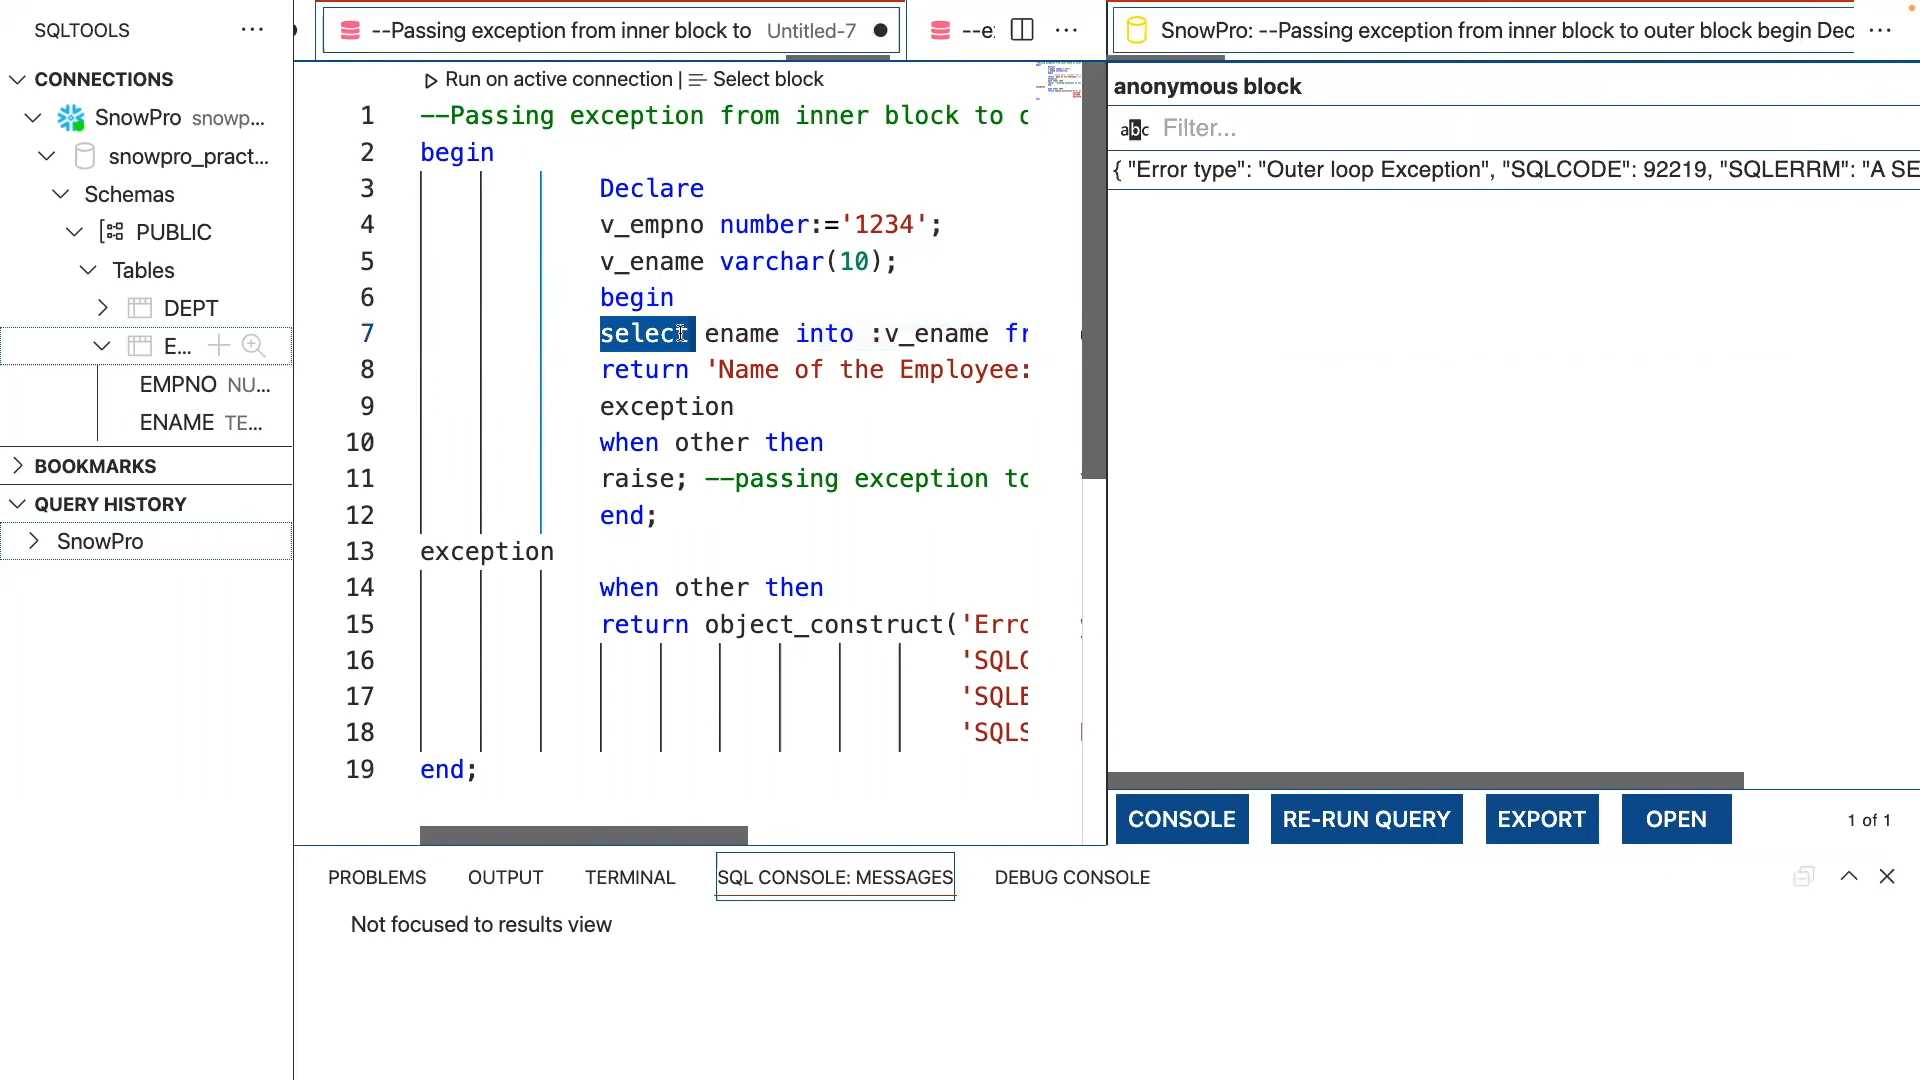 SQLTOOLS ···
CONNECTIONS
SnowPro snowp...
snowpro_pract...
Schemas
PUBLIC
Tables
DEPT
E...
EMPNO NU...
ENAME TE...
BOOKMARKS
QUERY HISTORY
SnowPro
--Passing exception from inner block to Untitled-7
--e
Run on active connection | Select block
1 --Passing exception from inner block to
2 begin
3 Declare
4 v_empno number:='1234';
5 v_ename varchar(10);
6 begin
7 select ename into :v_ename fr
8 return 'Name of the Employee:
9 exception
10 when other then
11 raise; --passing exception to
12 end;
13 exception
14 when other then
15 return object_construct('Erro
16 'SQLC
17 'SQLE
18 'SQLS
19 end;
SnowPro: --Passing exception from inner block to outer block begin Dec
anonymous block
abc Filter...
{ "Error type": "Outer loop Exception", "SQLCODE": 92219, "SQLERRM": "A SE
CONSOLE RE-RUN QUERY EXPORT OPEN 1 of 1
PROBLEMS OUTPUT TERMINAL SQL CONSOLE: MESSAGES DEBUG CONSOLE
Not focused to results view